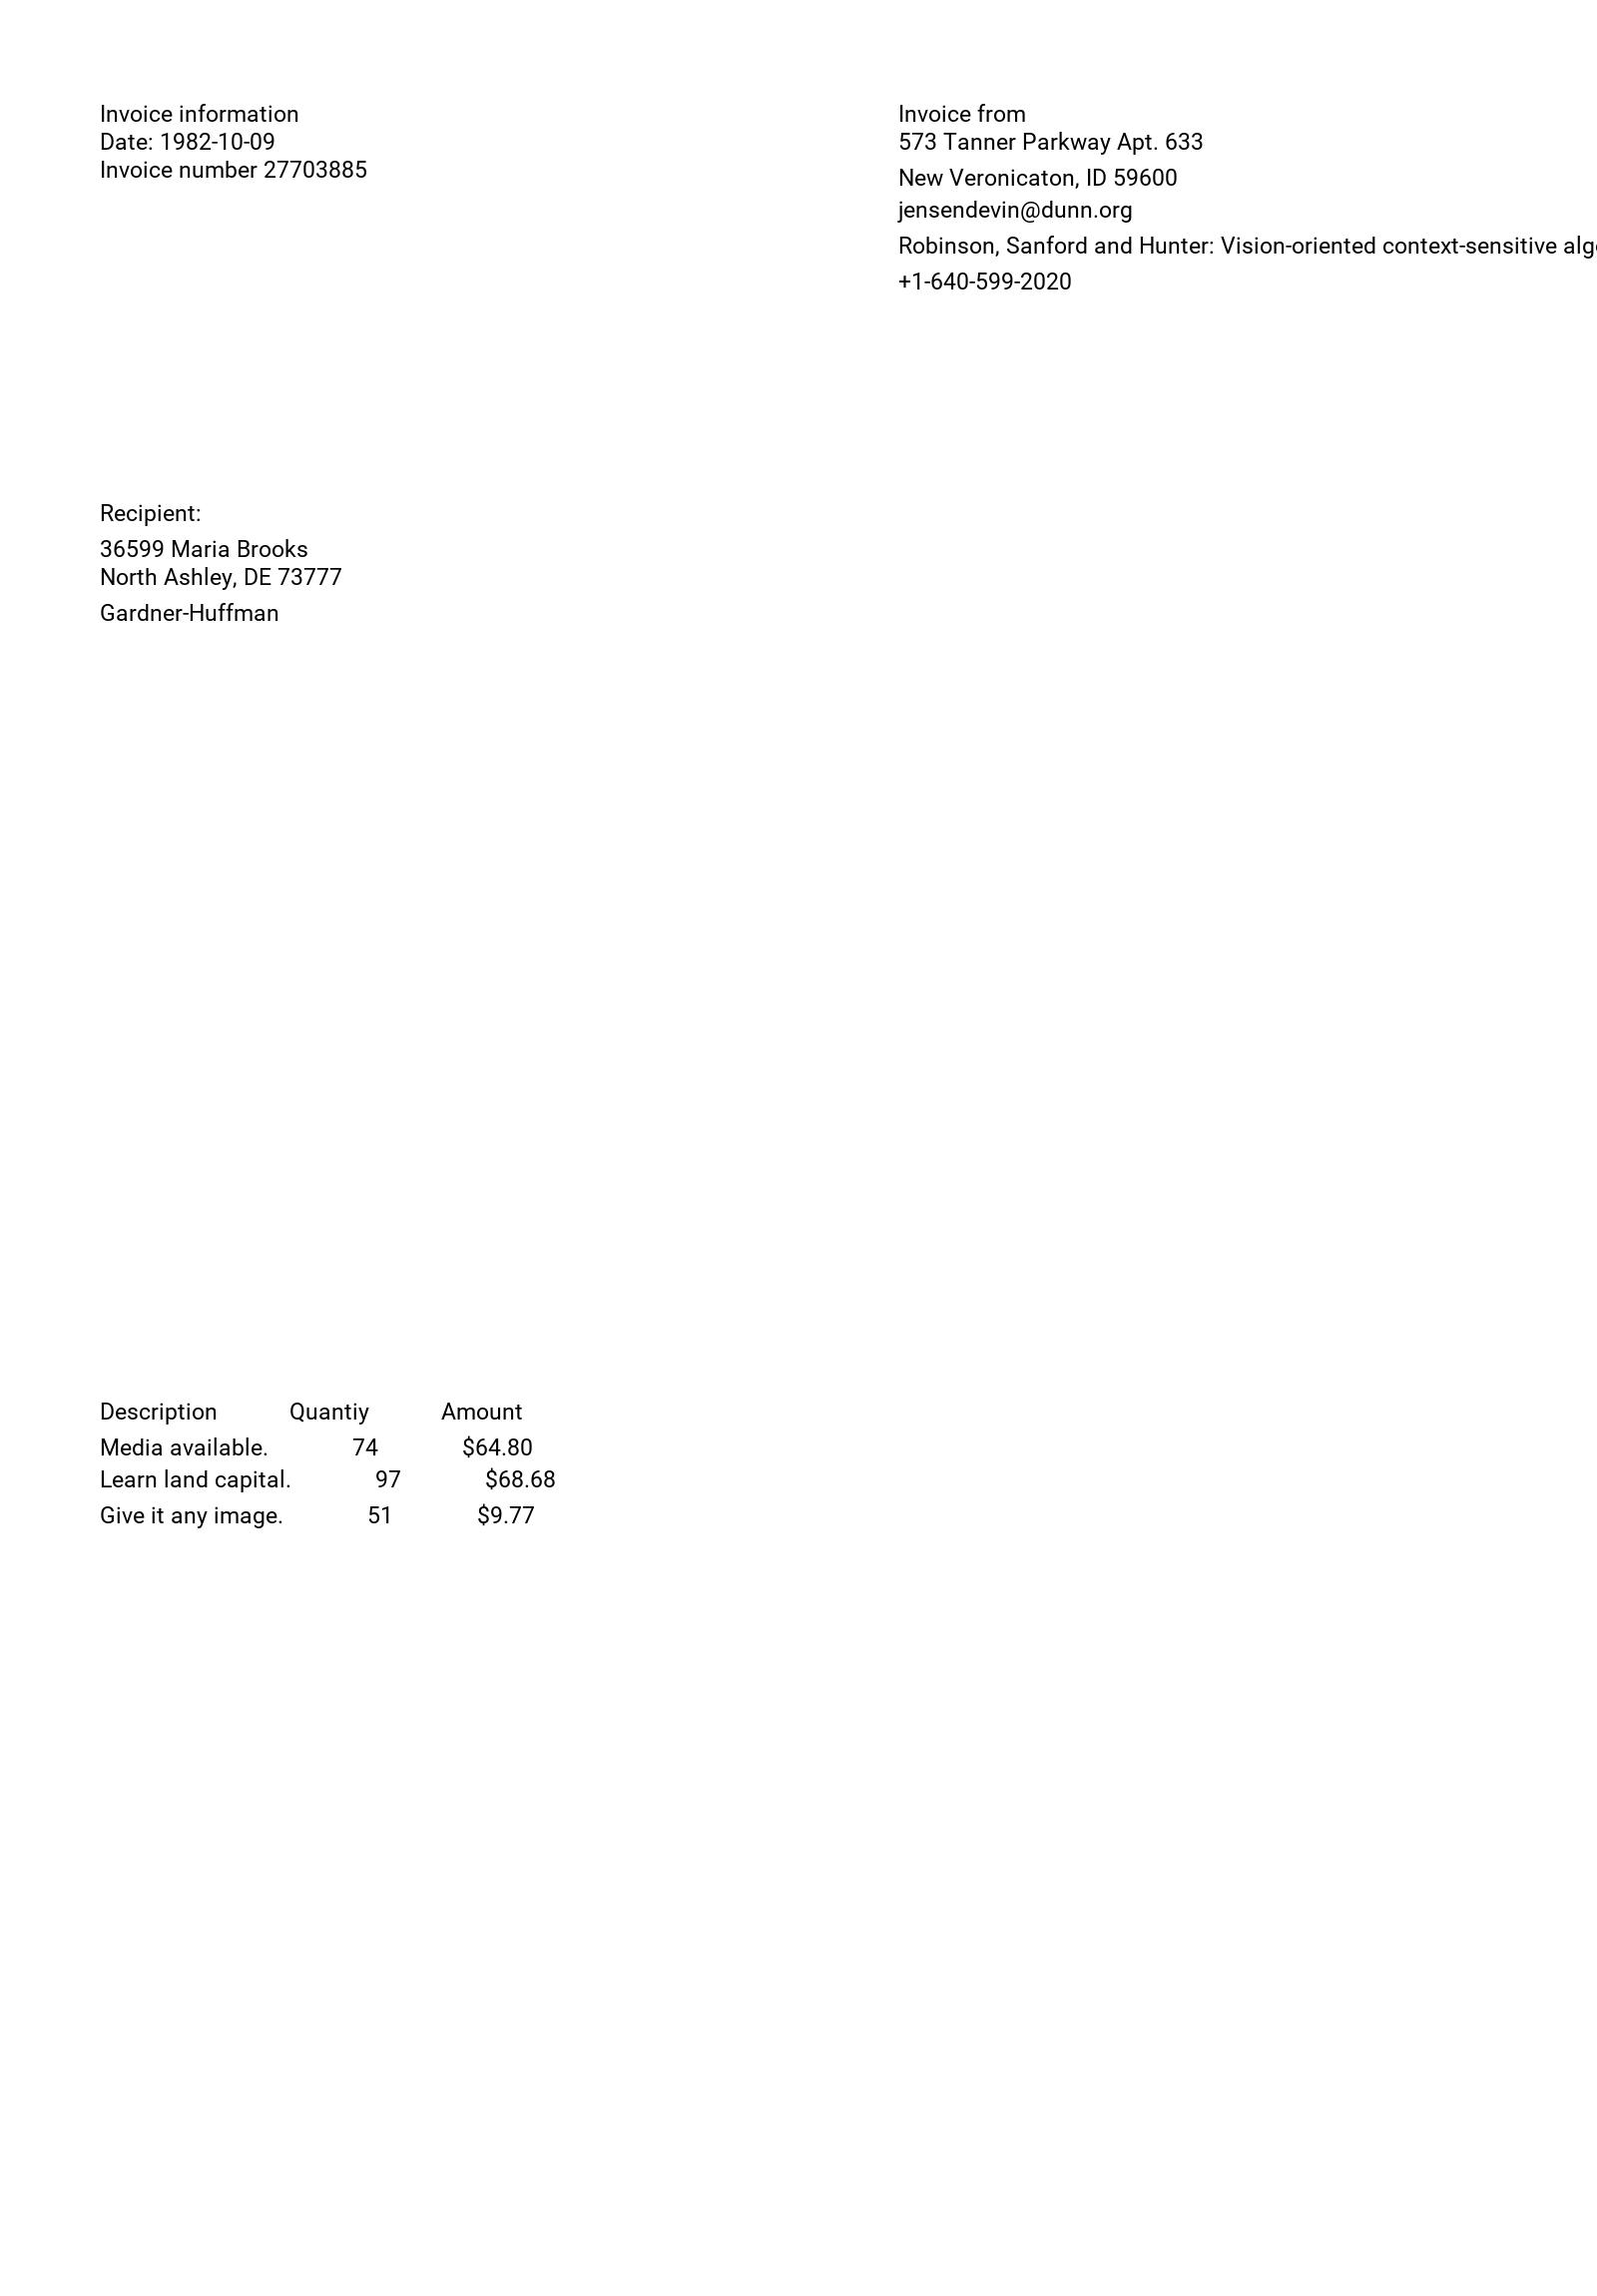 Invoice information
Date: 1982-10-09
Invoice number 27703885
Invoice from
573 Tanner Parkway Apt. 633
New Veronicaton, ID 59600
jensendevin@dunn.org
Robinson, Sanford and Hunter: Vision-oriented context-sensitive
+1-640-599-2020
Recipient:
36599 Maria Brooks
North Ashley, DE 73777
Gardner-Huffman
Description Quantiy Amount
Media available. 74 $64.80
Learn land capital. 97 $68.68
Give it any image. 51 $9.77